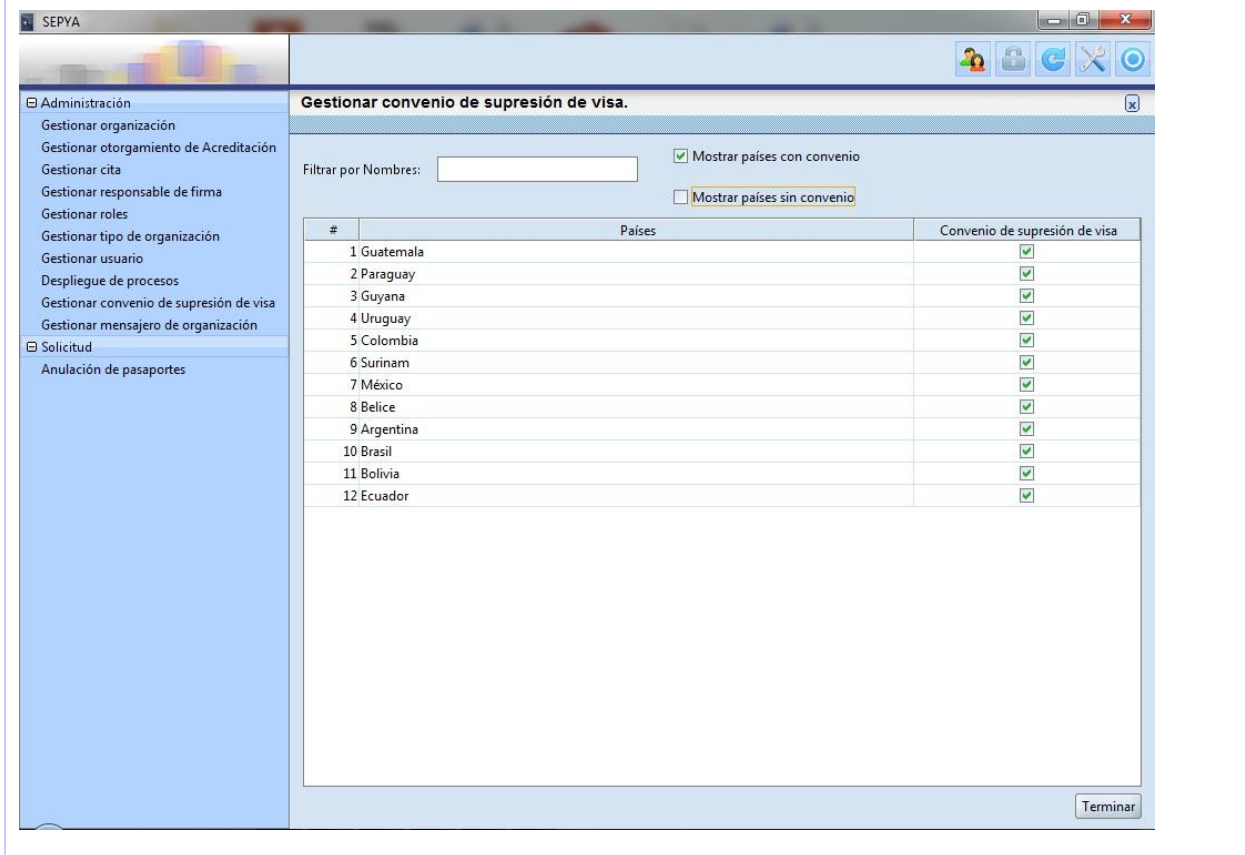 SEPYA
Administración
Gestionar organización
Gestionar otorgamiento de Acreditación
Gestionar cita
Gestionar responsable de firma
Gestionar roles
Gestionar tipo de organización
Gestionar usuario
Despliegue de procesos
Gestionar convenio de supresión de visa
Gestionar mensajero de organización
Solicitud
Anulación de pasaportes
Gestionar convenio de supresión de visa.
Filtrar por Nombres:
Mostrar países con convenio
Mostrar países sin convenio
# Países Convenio de supresión de visa
1 Guatemala
2 Paraguay
3 Guyana
4 Uruguay
5 Colombia
6 Surinam
7 México
8 Belice
9 Argentina
10 Brasil
11 Bolivia
12 Ecuador
Terminar